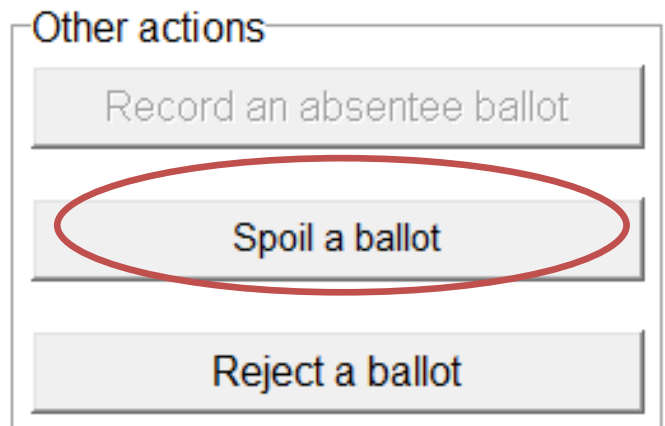 Other actions
Record an absentee ballot
Spoil a ballot
Reject a ballot